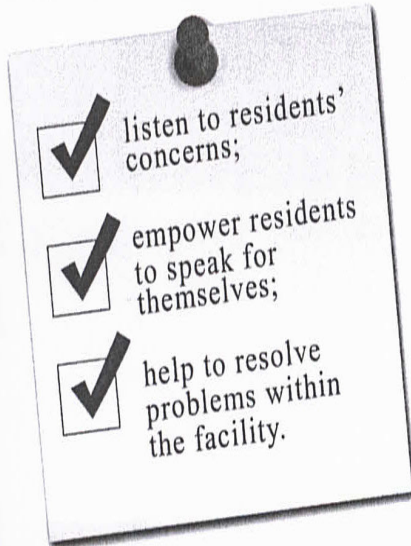 listen to residents'
concerns;
empower residents
to speak for
themselves;
help to resolve
problems within
the facility.